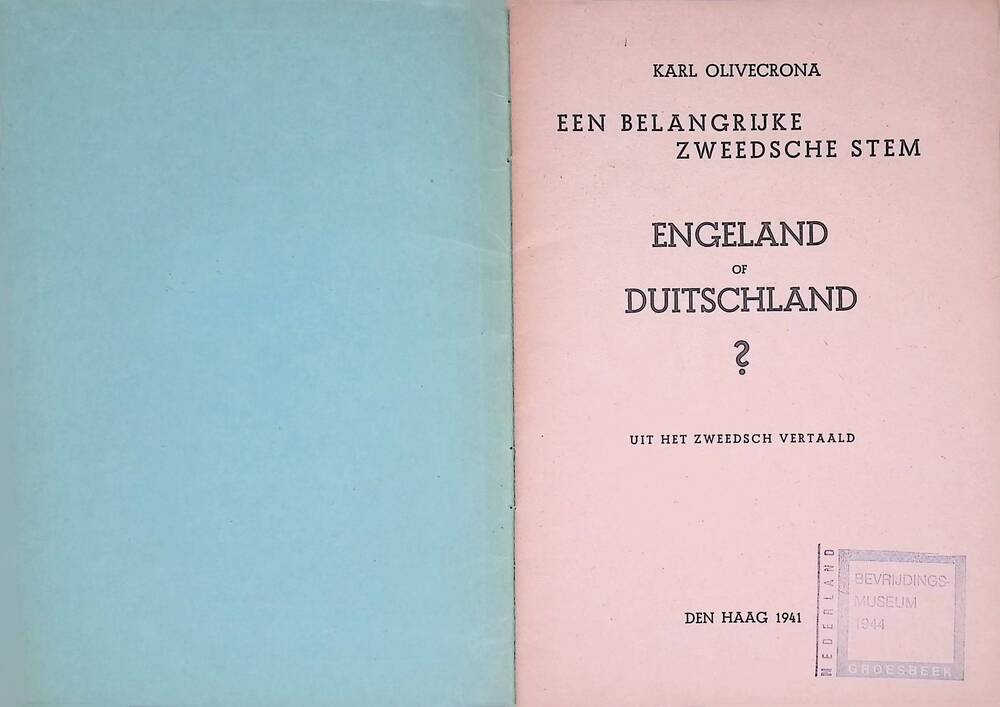 KARL OLIVECRONA
EEN BELANGRIJKE
ZWEEDSCHE STEM
ENGELAND
OF
DUITSCHLAND
?
UIT HET ZWEEDSCH VERTAALD
DEN HAAG 1941
NEDERLAND
BEVRIJDINGS-
MUSEUM
1944
GROESBEEK